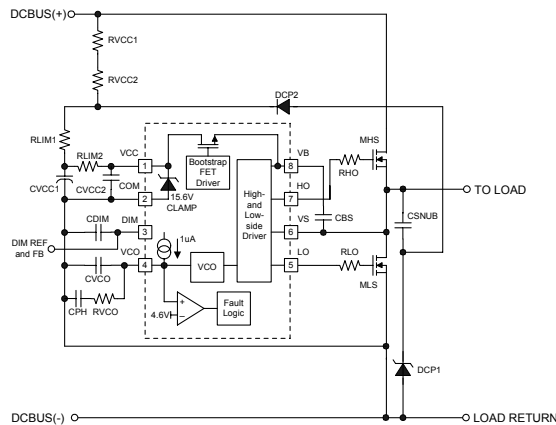 DCBUS(+)
RVCC1
RVCC2
DCP2
RLIM1
RLIM2
VCC
1
Bootstrap
FET
Driver
8
VB
MHS
CVCC1
CVCC2
COM
2
15.6V
CLAMP
High-
and
Low-
side
Driver
7
HO
RHO
TO LOAD
CDIM
DIM
3
VS
6
CBS
CSNUB
DIM REF
and FB
VCO
4
1uA
VCO
LO
5
RLO
MLS
CVCO
CPH
RVCO
4.6V
+
–
Fault
Logic
DCP1
DCBUS(-)
LOAD RETURN